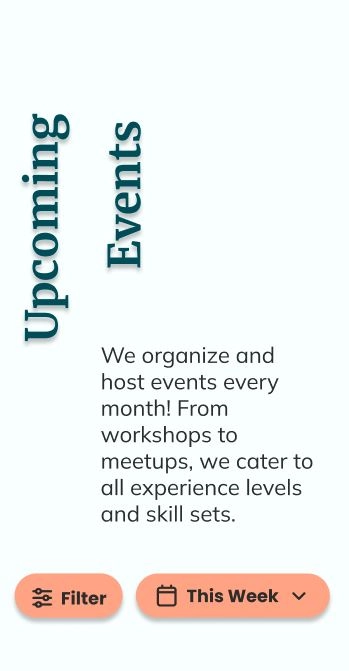 Upcoming
Events
We organize and
host events every
month! From
workshops to
meetups, we cater to
all experience levels
and skill sets.
Filter
This Week